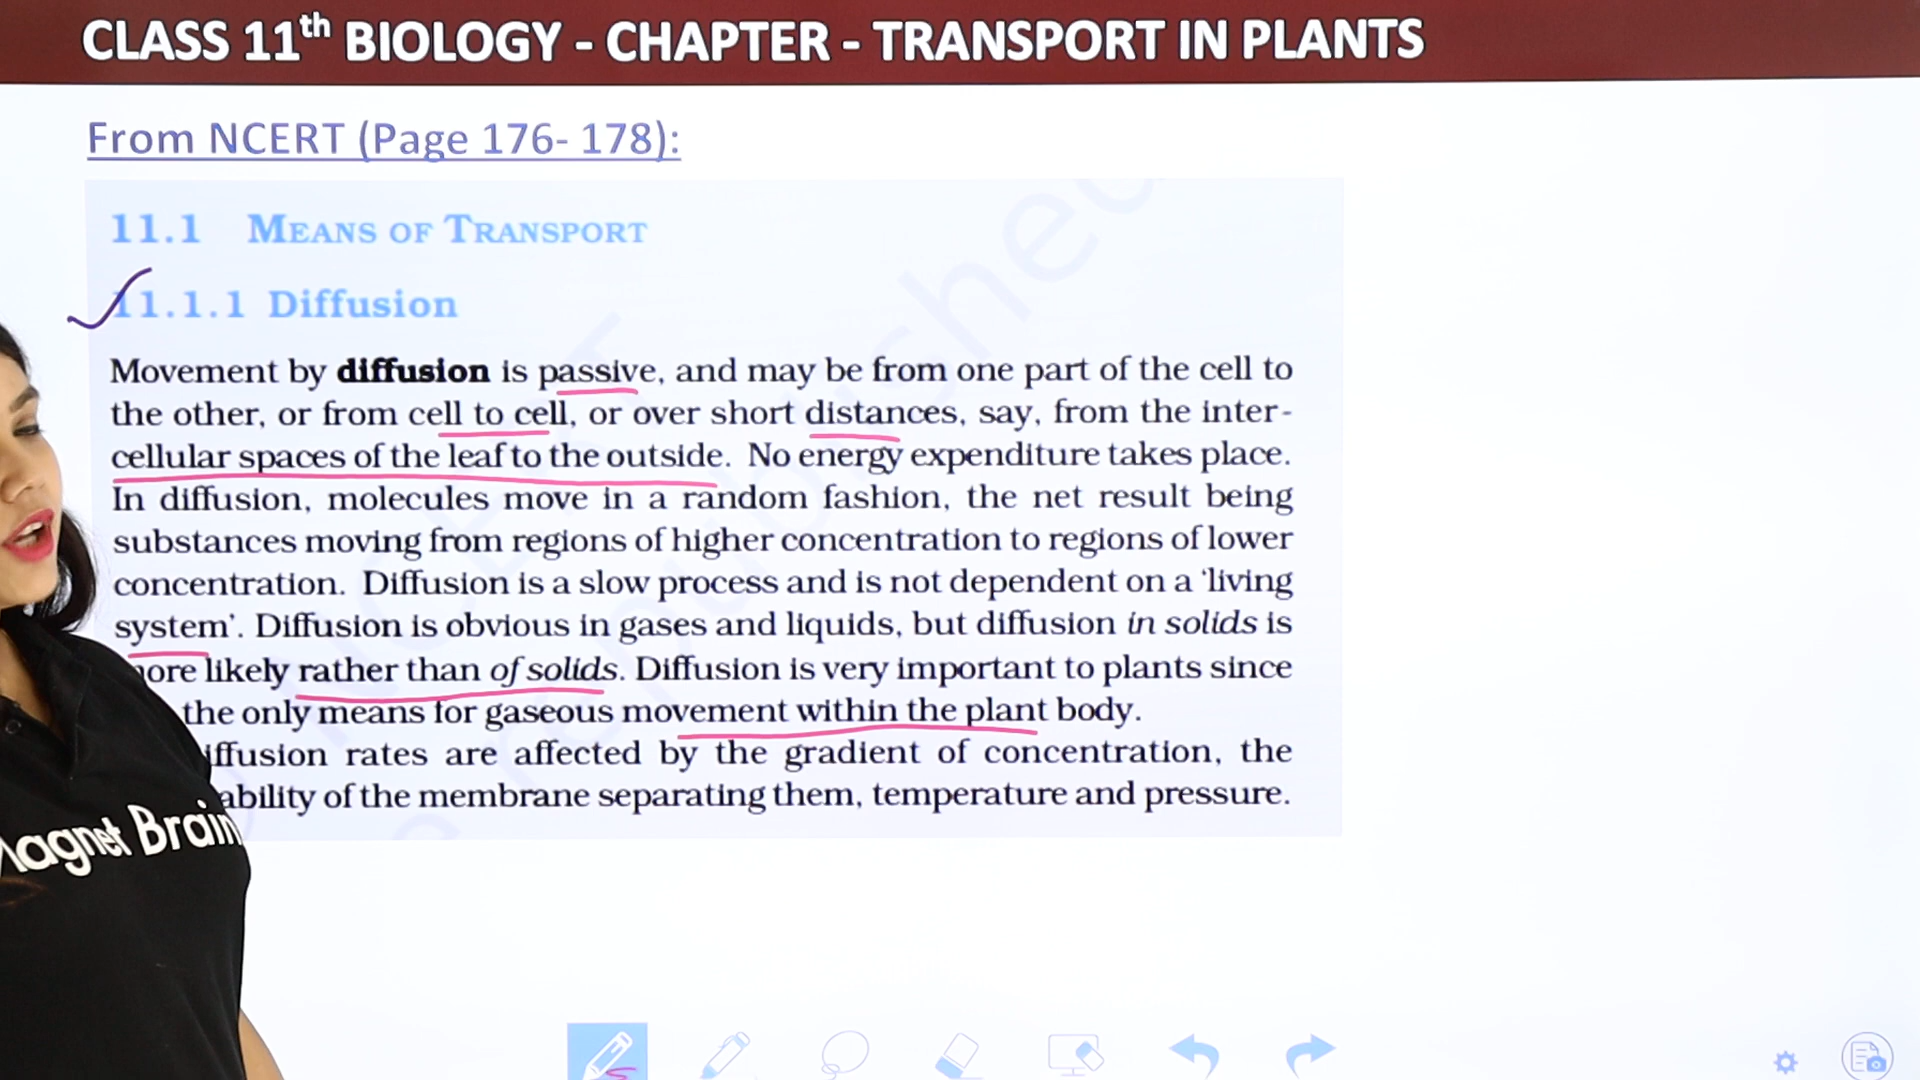 CLASS 11th BIOLOGY - CHAPTER - TRANSPORT IN PLANTS
From NCERT (Page 176- 178):
11.1 MEANS OF TRANSPORT
11.1.1 Diffusion
Movement by diffusion is passive, and may be from one part of the cell to
the other, or from cell to cell, or over short distances, say, from the inter-
cellular spaces of the leaf to the outside. No energy expenditure takes place.
In diffusion, molecules move in a random fashion, the net result being
substances moving from regions of higher concentration to regions of lower
concentration. Diffusion is a slow process and is not dependent on a ‘living
system’. Diffusion is obvious in gases and liquids, but diffusion in solids is
likely rather than of solids. Diffusion is very important to plants since
the only means for gaseous movement within the plant body.
rates are affected by the gradient of concentration, the
of the membrane separating them, temperature and pressure.
Magnet Brain